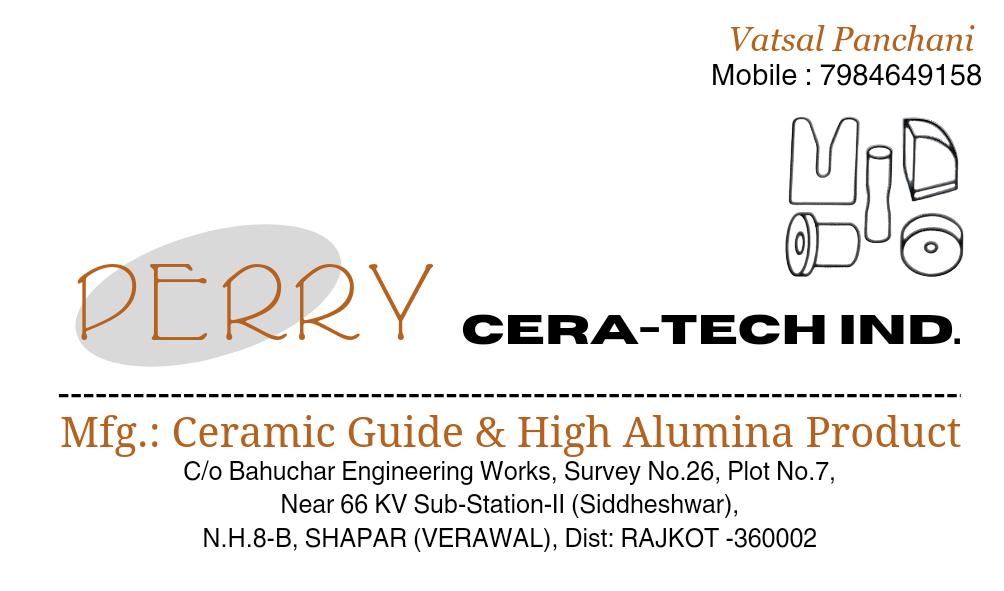 Vatsal Panchani
Mobile : 7984649158
PERRY CERA-TECH IND.
Mfg.: Ceramic Guide & High Alumina Product
C/o Bahuchar Engineering Works, Survey No.26, Plot No.7,
Near 66 KV Sub-Station-II (Siddheshwar),
N.H.8-B, SHAPAR (VERAWAL), Dist: RAJKOT -360002